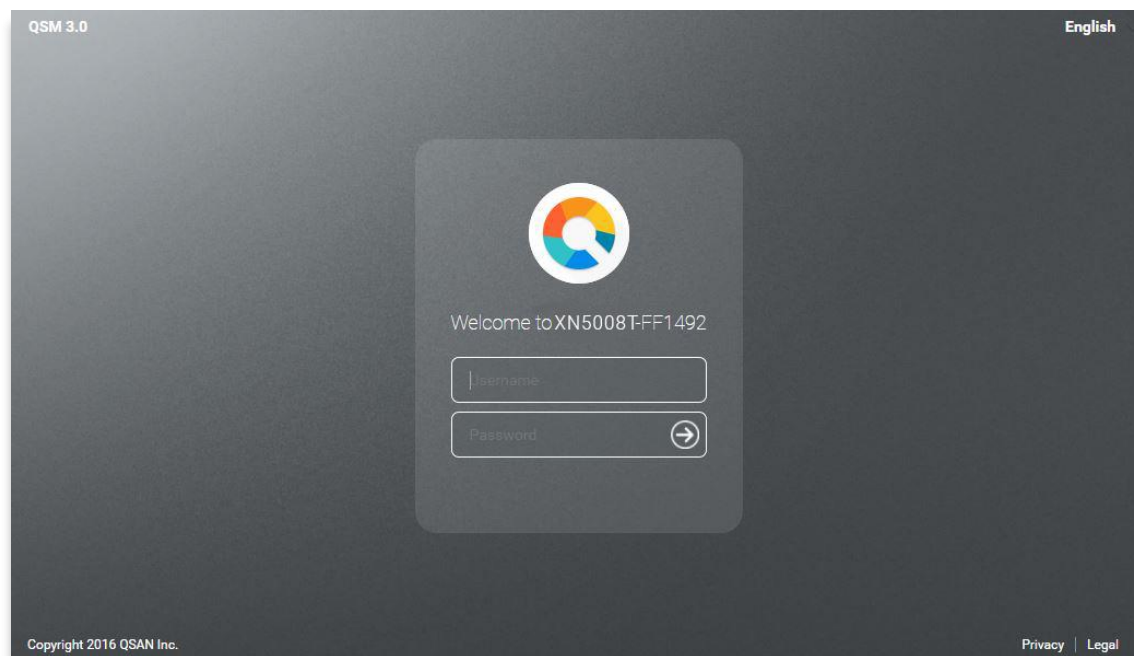 QSM 3.0
English
Welcome to XN5008T-FF1492
Username
Password
Copyright 2016 QSAN Inc.
Privacy | Legal